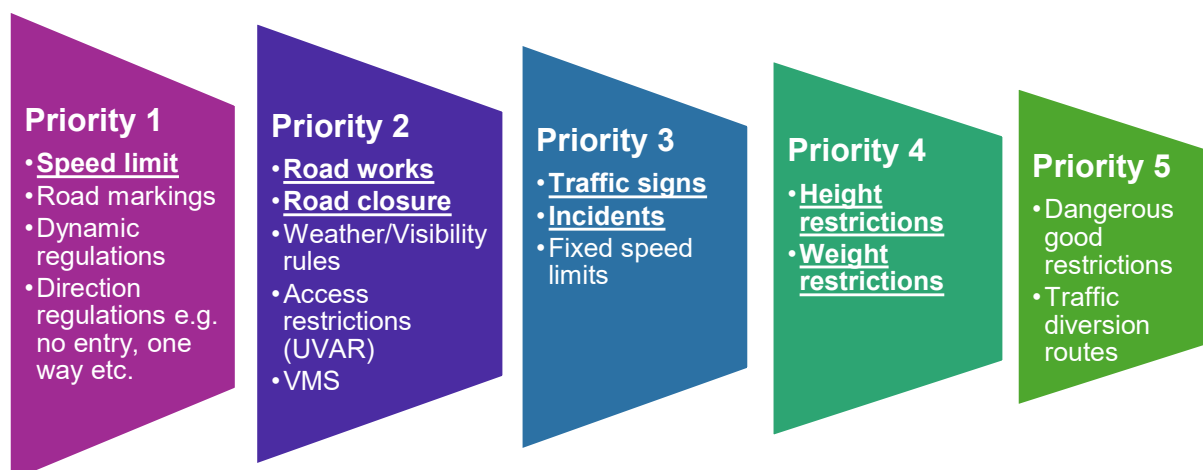 Priority 1
•Speed limit
•Road markings
•Dynamic
regulations
•Direction
regulations e.g.
no entry, one
way etc.
Priority 2
•Road works
•Road closure
•Weather/Visibility
rules
•Access
restrictions
(UVAR)
•VMS
Priority 3
•Traffic signs
•Incidents
•Fixed speed
limits
Priority 4
•Height
restrictions
•Weight
restrictions
Priority 5
•Dangerous
good
restrictions
•Traffic
diversion
routes